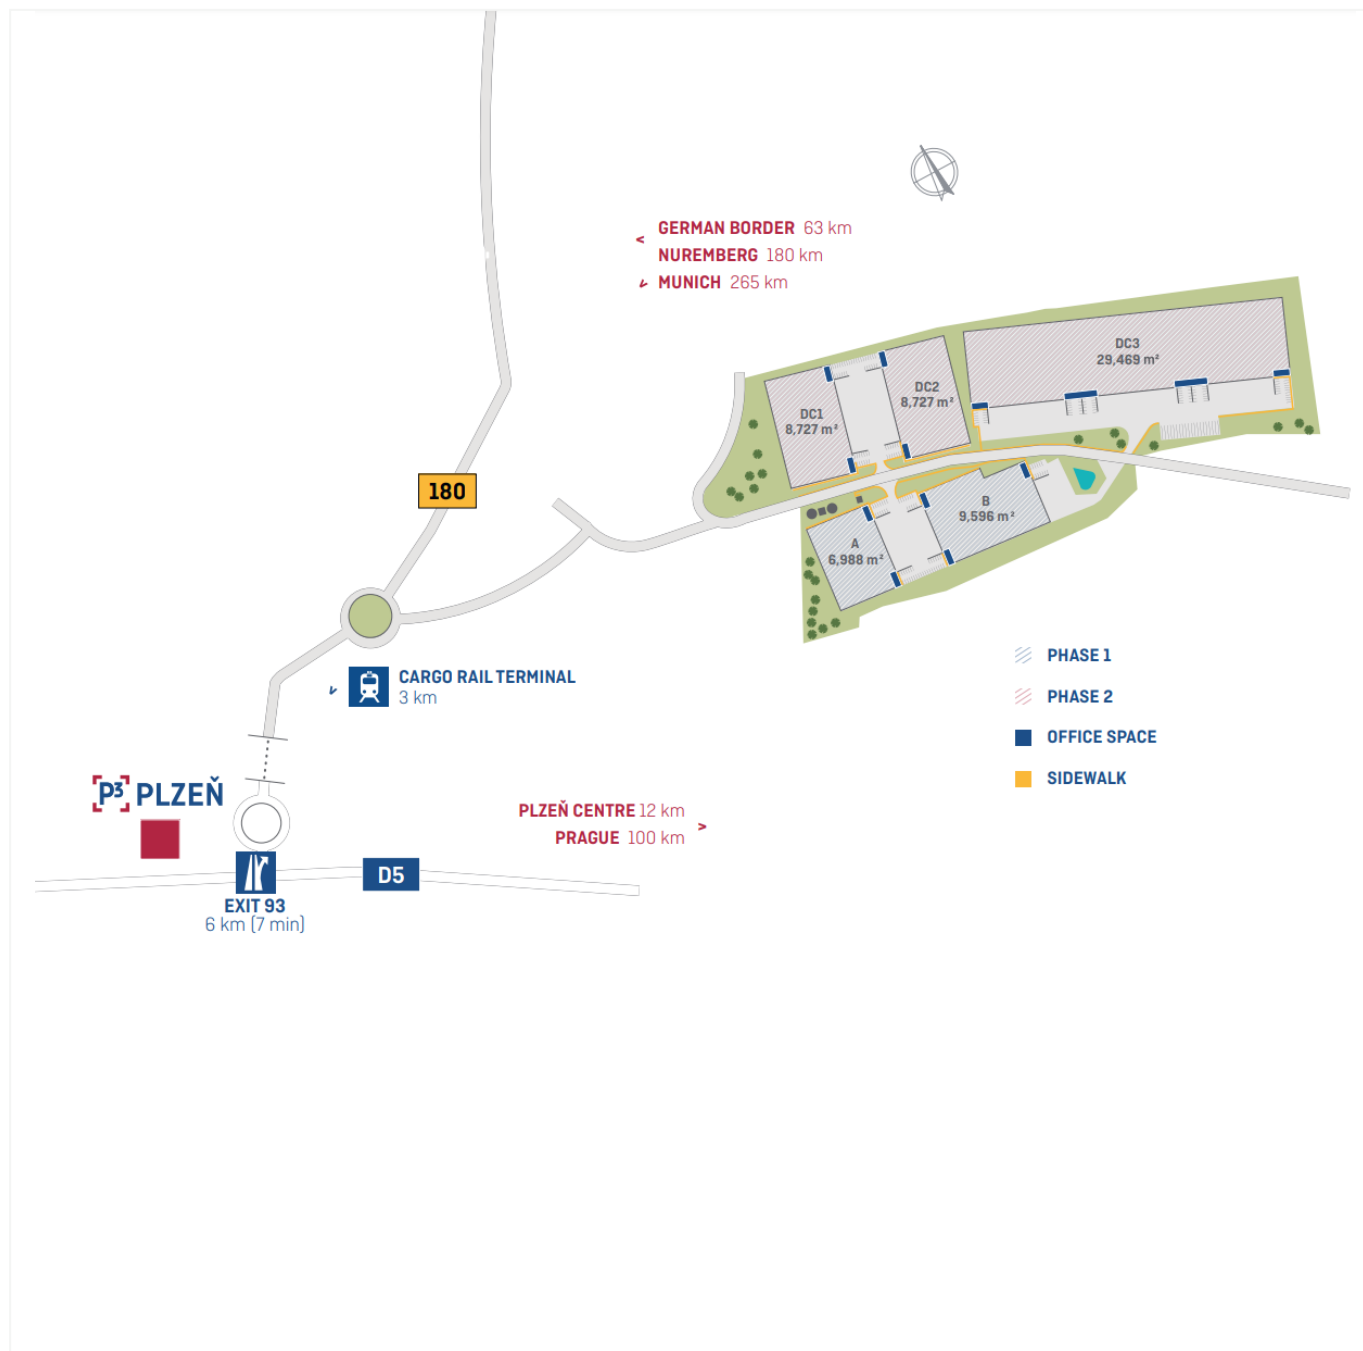 GERMAN BORDER 63 km
NUREMBERG 180 km
MUNICH 265 km
DC3
29,469 m²
DC2
8,727 m²
DC1
8,727 m²
180
B
9,596 m²
A
6,988 m²
PHASE 1
PHASE 2
OFFICE SPACE
SIDEWALK
CARGO RAIL TERMINAL
3 km
P3 PLZEŇ
PLZEŇ CENTRE 12 km
PRAGUE 100 km
D5
EXIT 93
6 km (7 min)